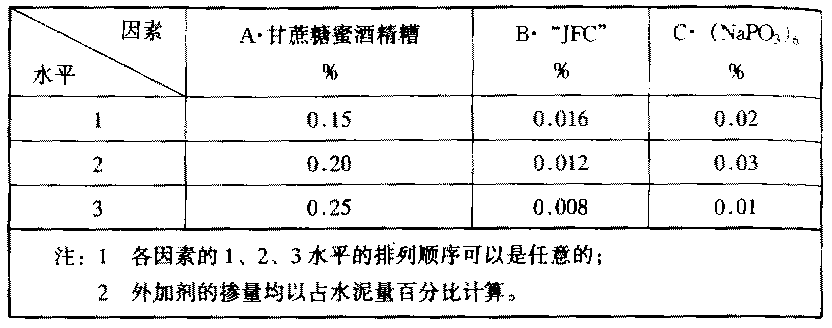 因素 A·甘蔗糖蜜酒精糟 B·“JFC” C·(NaPO₃)₆
水平 % % %
1 0.15 0.016 0.02
2 0.20 0.012 0.03
3 0.25 0.008 0.01
注:1 各因素的1、2、3水平的排列顺序可以是任意的;
2 外加剂的掺量均以占水泥量百分比计算。